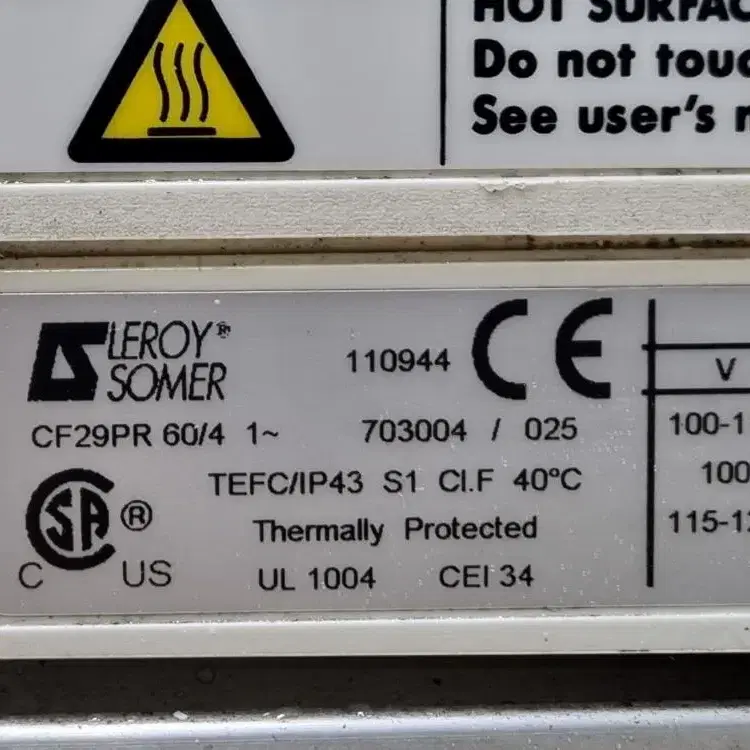 HOT SURFAC
Do not touc
See user's
LEROY®
SOMER
110944 CE
CF29PR 60/4 1~ 703004 / 025
TEFC/IP43 S1 Cl.F 40°C
SA ®
Thermally Protected
C US
UL 1004 CEI 34
V
100-1
100
115-1